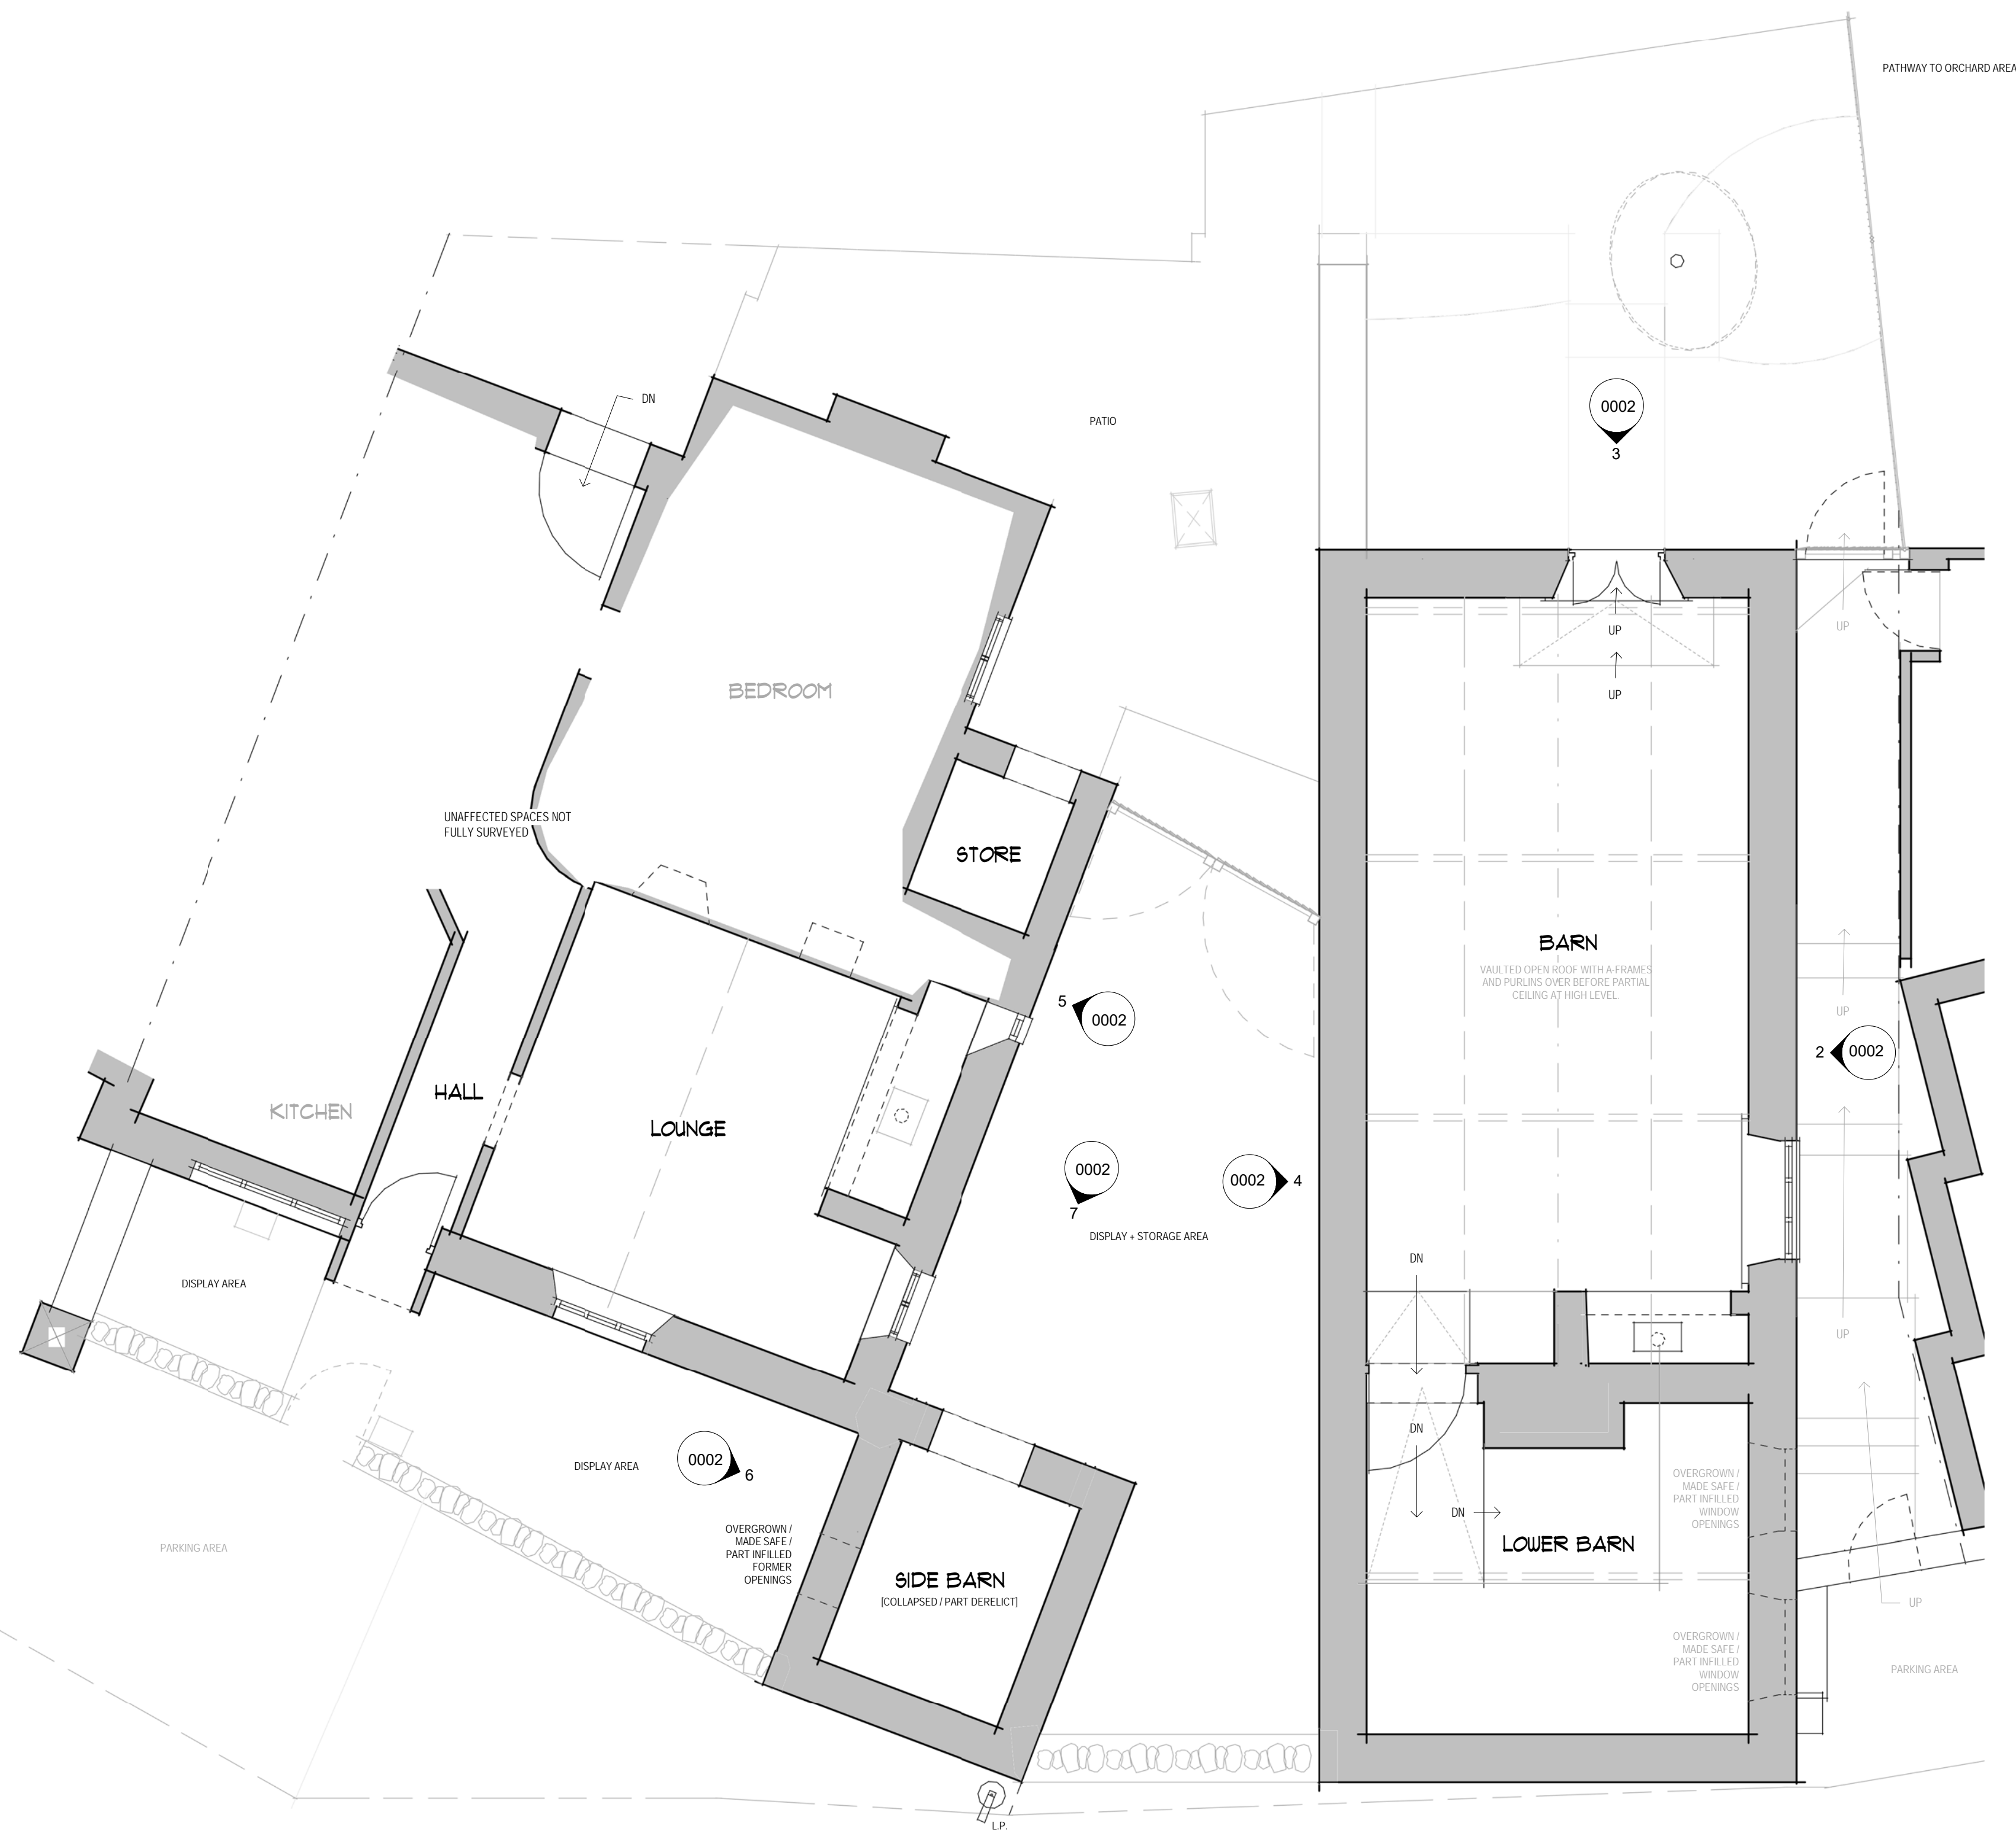 PATHWAY TO ORCHARD AREA
DN
PATIO
0002
3
UP
UP
UP
BEDROOM
UNAFFECTED SPACES NOT
FULLY SURVEYED
STORE
BARN
VAULTED OPEN ROOF WITH A-FRAMES
AND PURLINS OVER BEFORE PARTIAL
CEILING AT HIGH LEVEL.
5
0002
UP
2
0002
HALL
KITCHEN
LOUNGE
0002
7
0002
4
DISPLAY + STORAGE AREA
DN
DISPLAY AREA
UP
DN
DISPLAY AREA
0002
6
DN
OVERGROWN /
MADE SAFE /
PART INFILLED
WINDOW
OPENINGS
LOWER BARN
PARKING AREA
OVERGROWN /
MADE SAFE /
PART INFILLED
FORMER
OPENINGS
SIDE BARN
[COLLAPSED / PART DERELICT]
UP
OVERGROWN /
MADE SAFE /
PART INFILLED
WINDOW
OPENINGS
PARKING AREA
L.P.